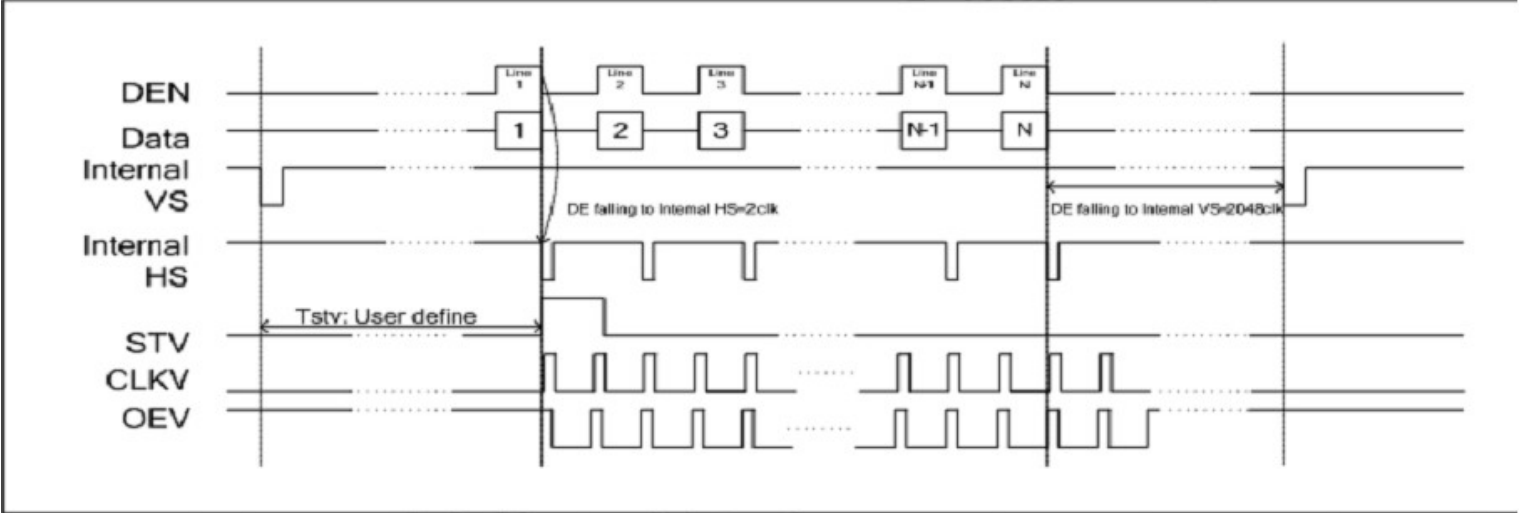 DEN
Line 1
Line 2
Line 3
Line N-1
Line N
Data
1
2
3
N-1
N
Internal VS
DE falling to Internal HS=2clk
DE falling to Internal VS=2048clk
Internal HS
Tstv: User define
STV
CLKV
OEV